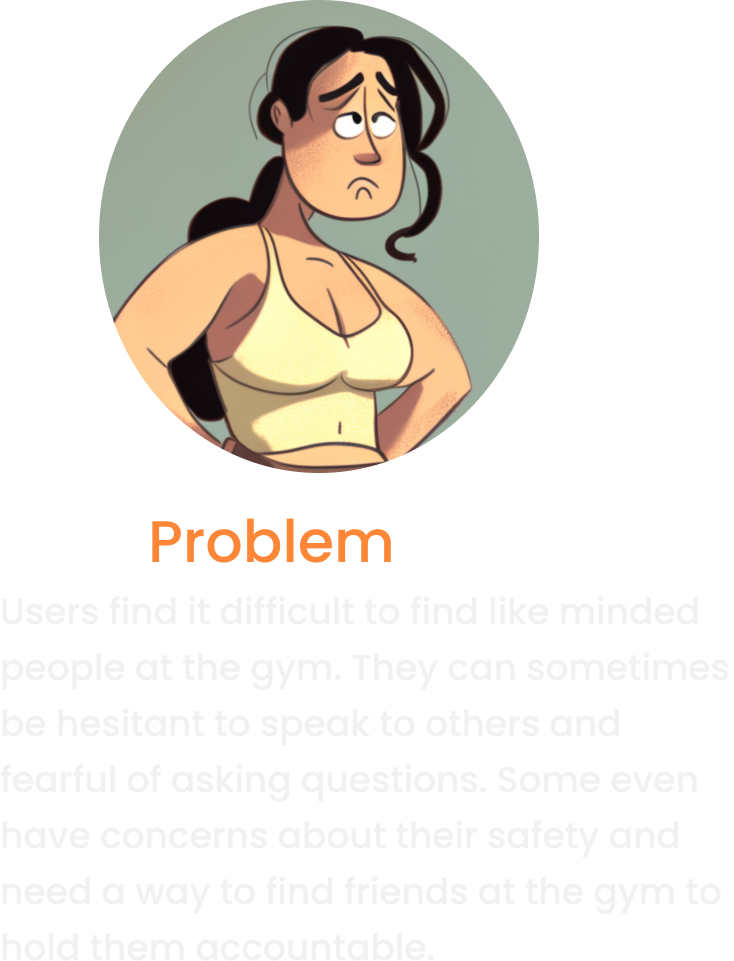 Problem
Users find it difficult to find like minded
people at the gym. They can sometimes
be hesitant to speak to others and
fearful of asking questions. Some even
have concerns about their safety and
need a way to find friends at the gym to
hold them accountable.